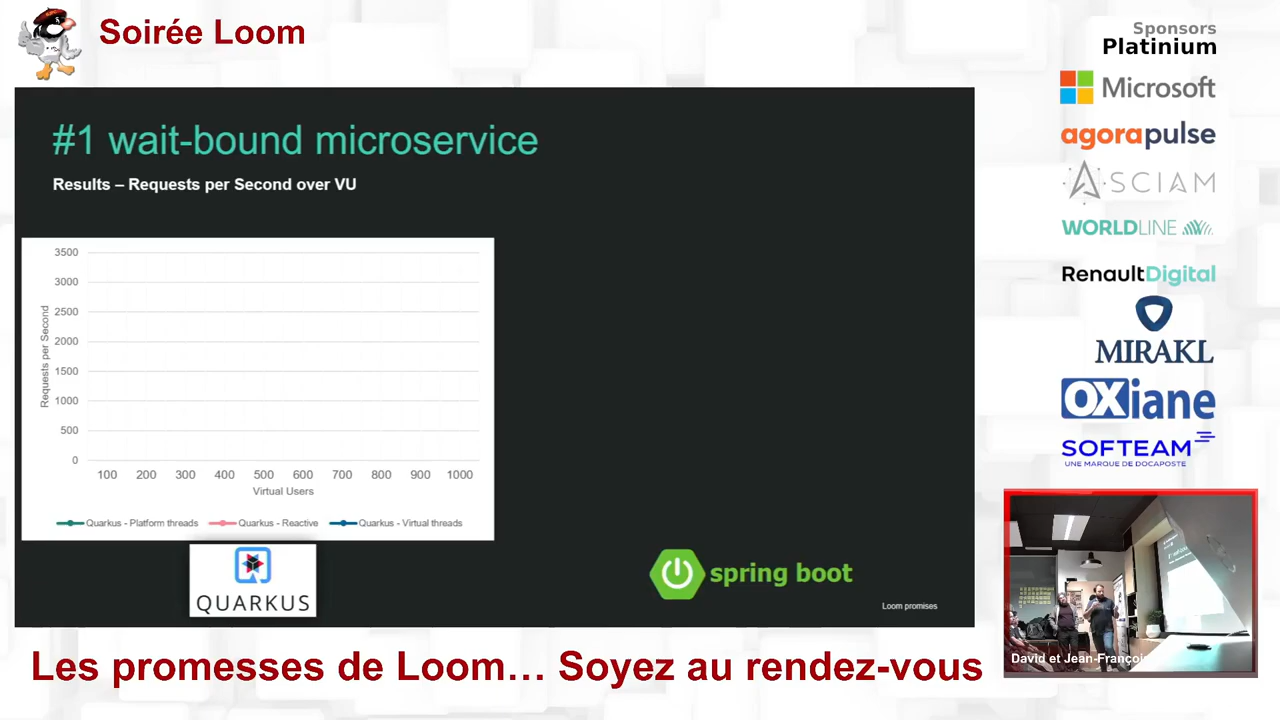 Soirée Loom
Sponsors
Platinium
Microsoft
agorapulse
ASCIAM
WORLDLINE
RenaultDigital
MIRAKL
OXiane
SOFTEAM
UNE MARQUE DE DOCAPOSTE
#1 wait-bound microservice
Results – Requests per Second over VU
3500
3000
2500
2000
1500
1000
500
0
Requests per Second
100 200 300 400 500 600 700 800 900 1000
Virtual Users
Quarkus - Platform threads Quarkus - Reactive Quarkus - Virtual threads
QUARKUS
spring boot
Loom promises
David et Jean-Françoi
Les promesses de Loom… Soyez au rendez-vous